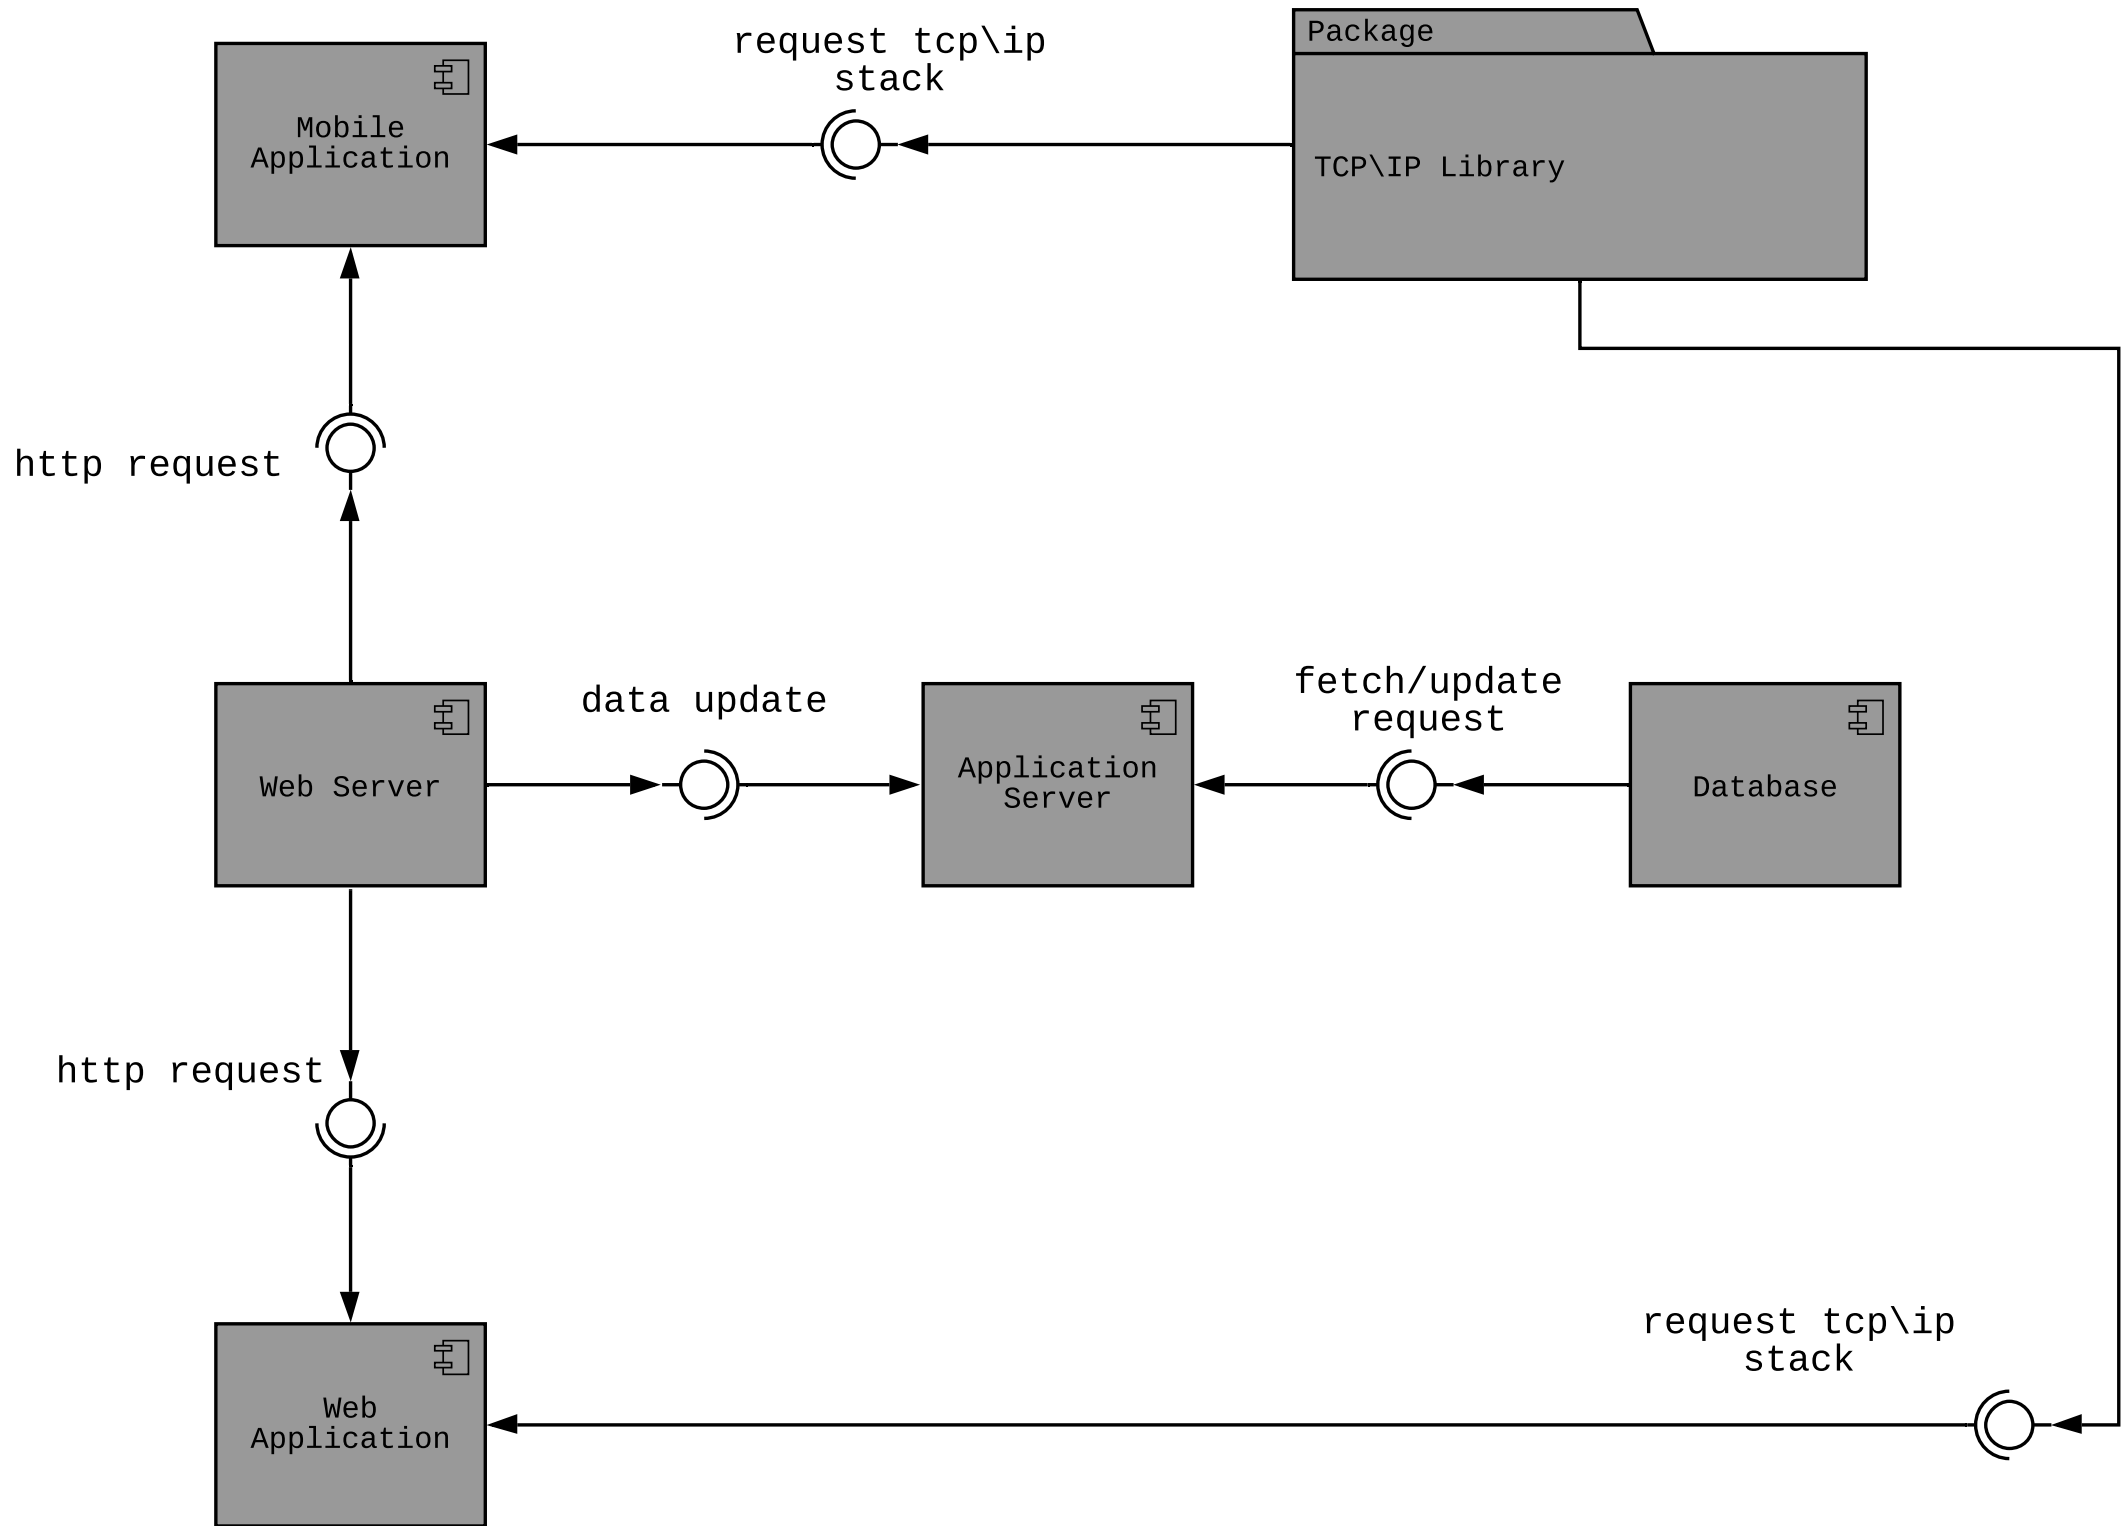 request tcp\ip
stack
Package
Mobile
Application
TCP\IP Library
http request
data update
fetch/update
request
Web Server
Application
Server
Database
http request
request tcp\ip
stack
Web
Application